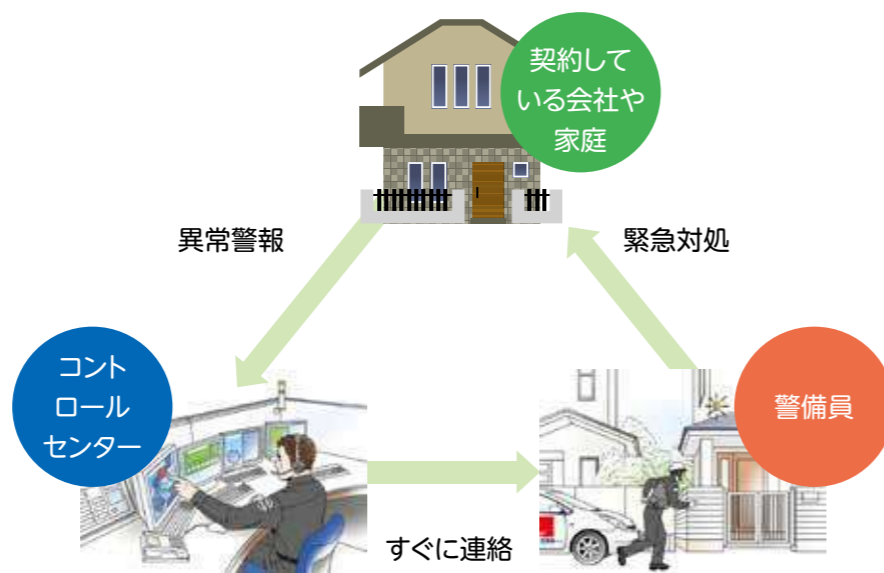 契約して
いる会社や
家庭
異常警報
緊急対処
コント
ロール
センター
警備員
すぐに連絡